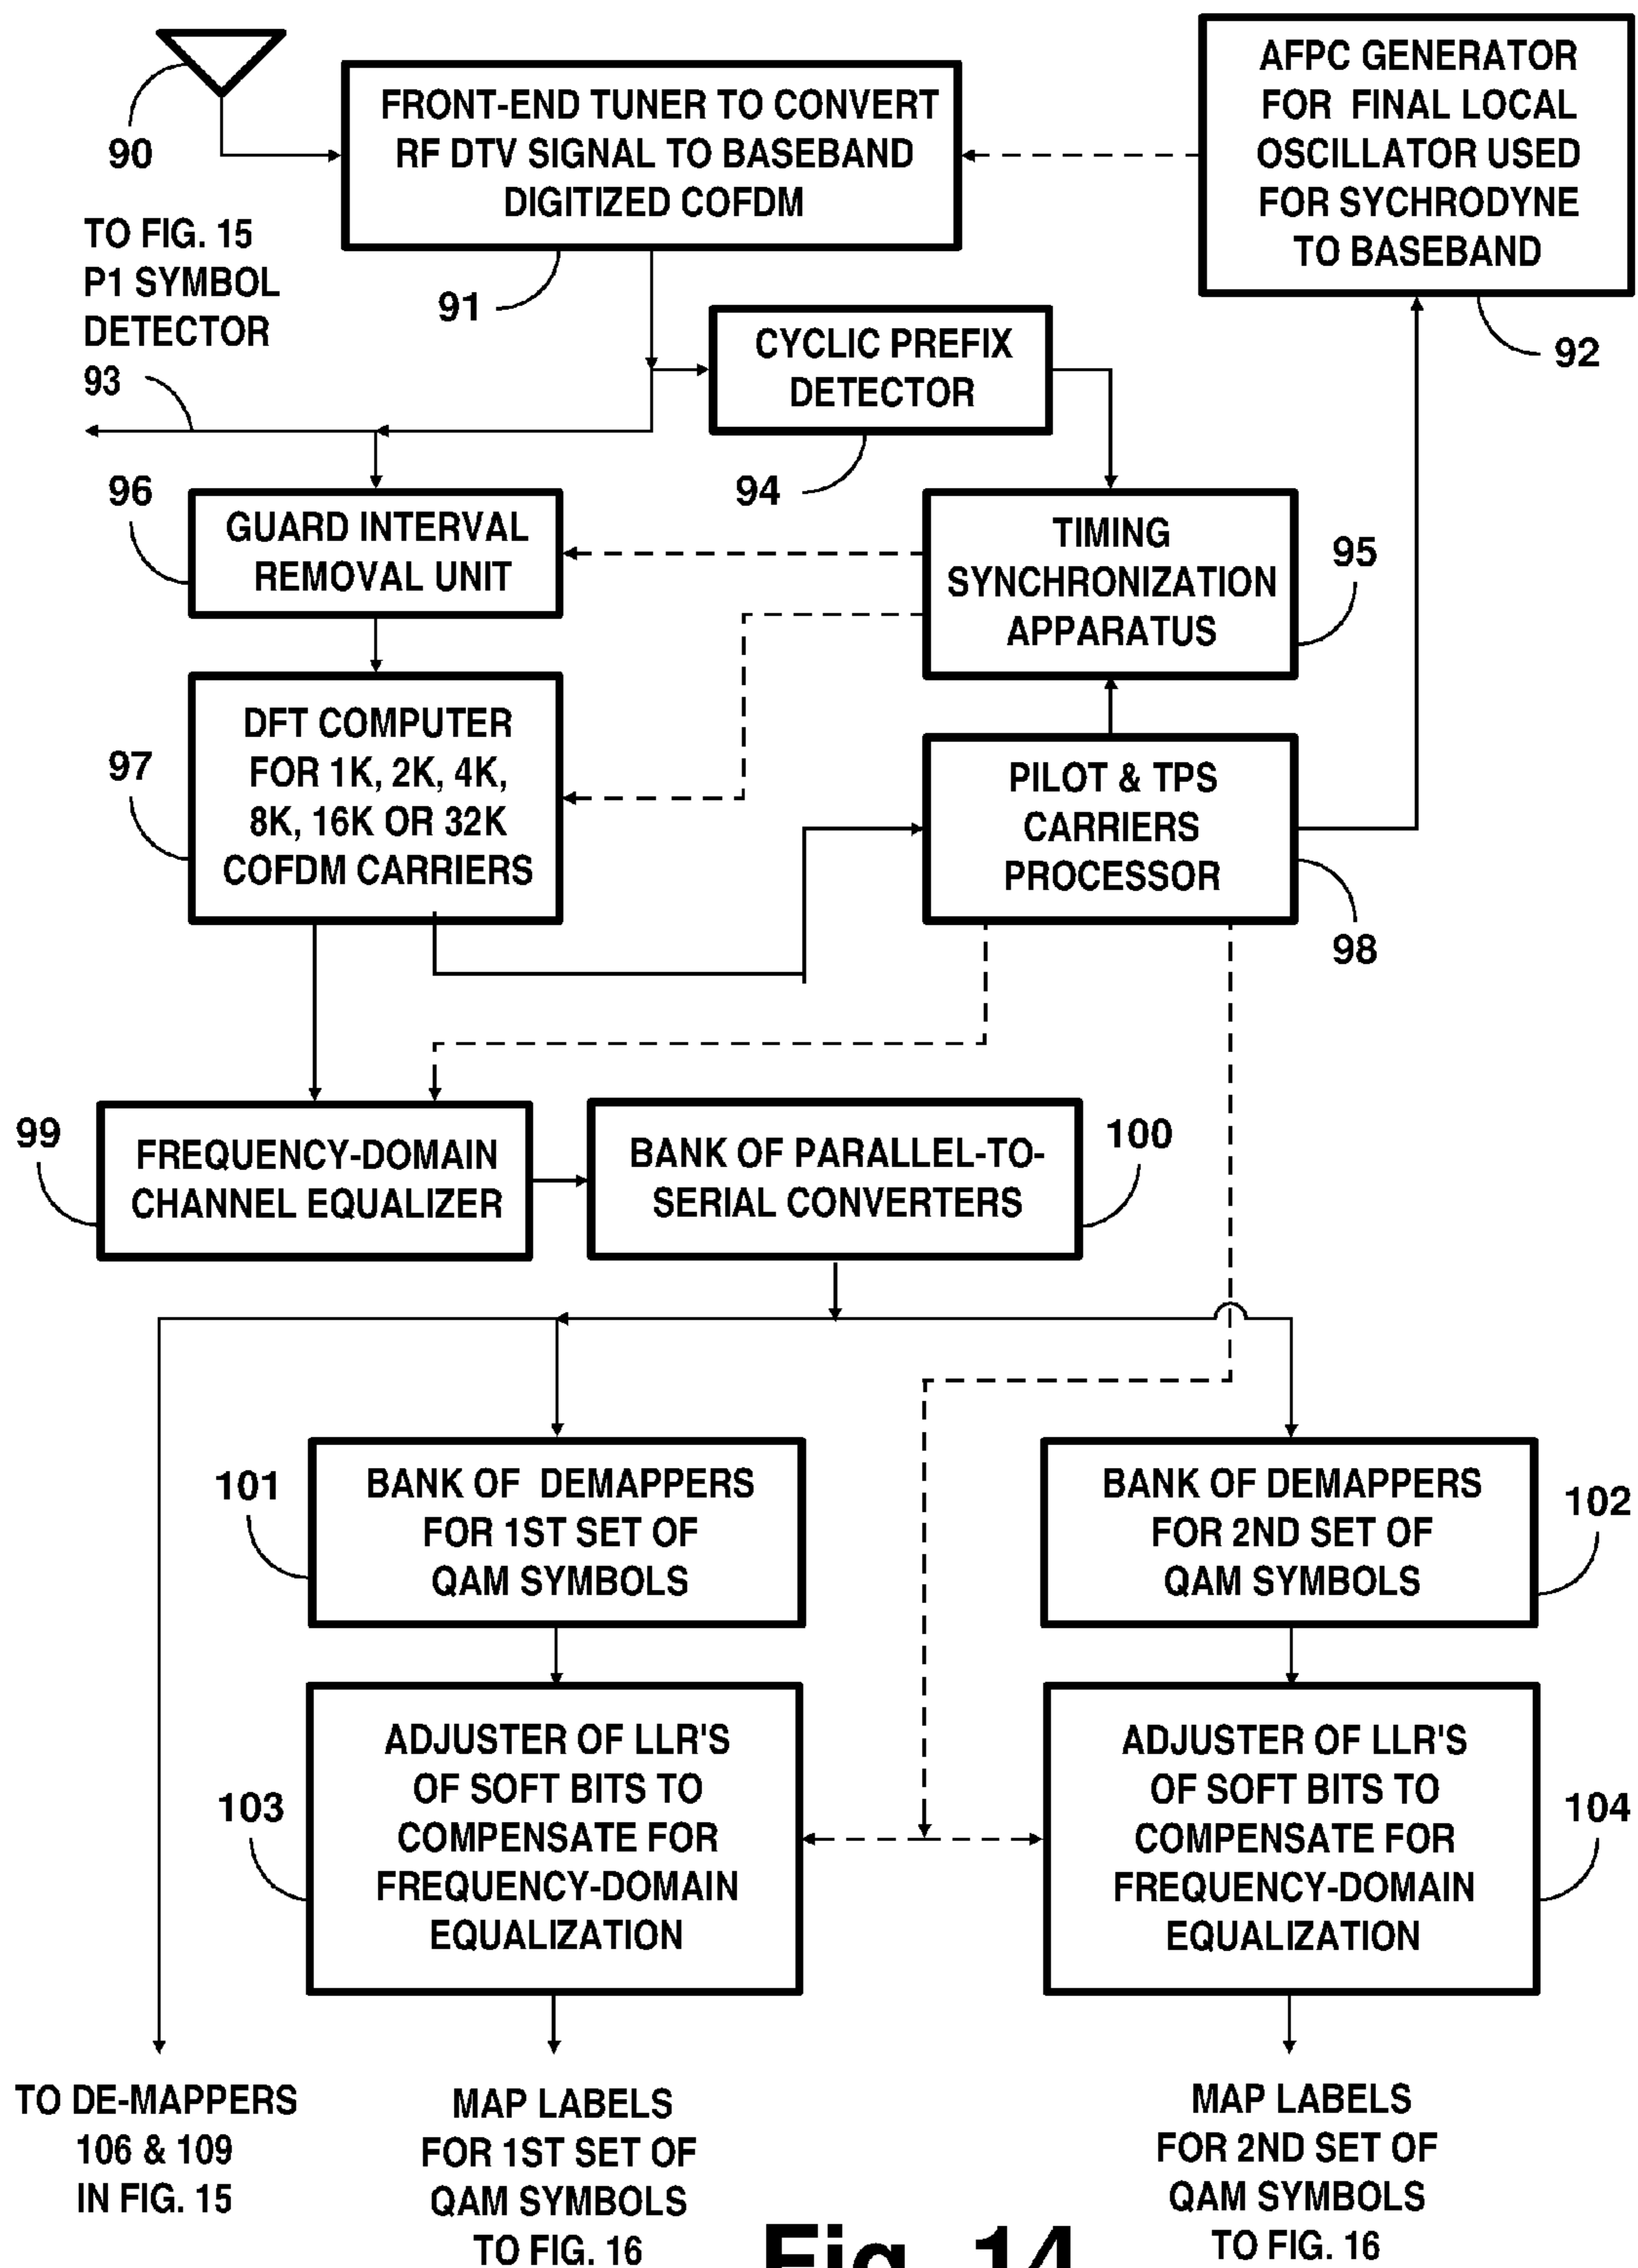 90
FRONT-END TUNER TO CONVERT
RF DTV SIGNAL TO BASEBAND
DIGITIZED COFDM
91
AFPC GENERATOR
FOR FINAL LOCAL
OSCILLATOR USED
FOR SYCHRODYNE
TO BASEBAND
92
TO FIG. 15
P1 SYMBOL
DETECTOR
93
CYCLIC PREFIX
DETECTOR
94
96
GUARD INTERVAL
REMOVAL UNIT
TIMING
SYNCHRONIZATION
APPARATUS
95
97
DFT COMPUTER
FOR 1K, 2K, 4K,
8K, 16K OR 32K
COFDM CARRIERS
PILOT & TPS
CARRIERS
PROCESSOR
98
99
FREQUENCY-DOMAIN
CHANNEL EQUALIZER
BANK OF PARALLEL-TO-
SERIAL CONVERTERS
100
101
BANK OF DEMAPPERS
FOR 1ST SET OF
QAM SYMBOLS
BANK OF DEMAPPERS
FOR 2ND SET OF
QAM SYMBOLS
102
103
ADJUSTER OF LLR'S
OF SOFT BITS TO
COMPENSATE FOR
FREQUENCY-DOMAIN
EQUALIZATION
ADJUSTER OF LLR'S
OF SOFT BITS TO
COMPENSATE FOR
FREQUENCY-DOMAIN
EQUALIZATION
104
TO DE-MAPPERS
106 & 109
IN FIG. 15
MAP LABELS
FOR 1ST SET OF
QAM SYMBOLS
TO FIG. 16
MAP LABELS
FOR 2ND SET OF
QAM SYMBOLS
TO FIG. 16
Fig. 14